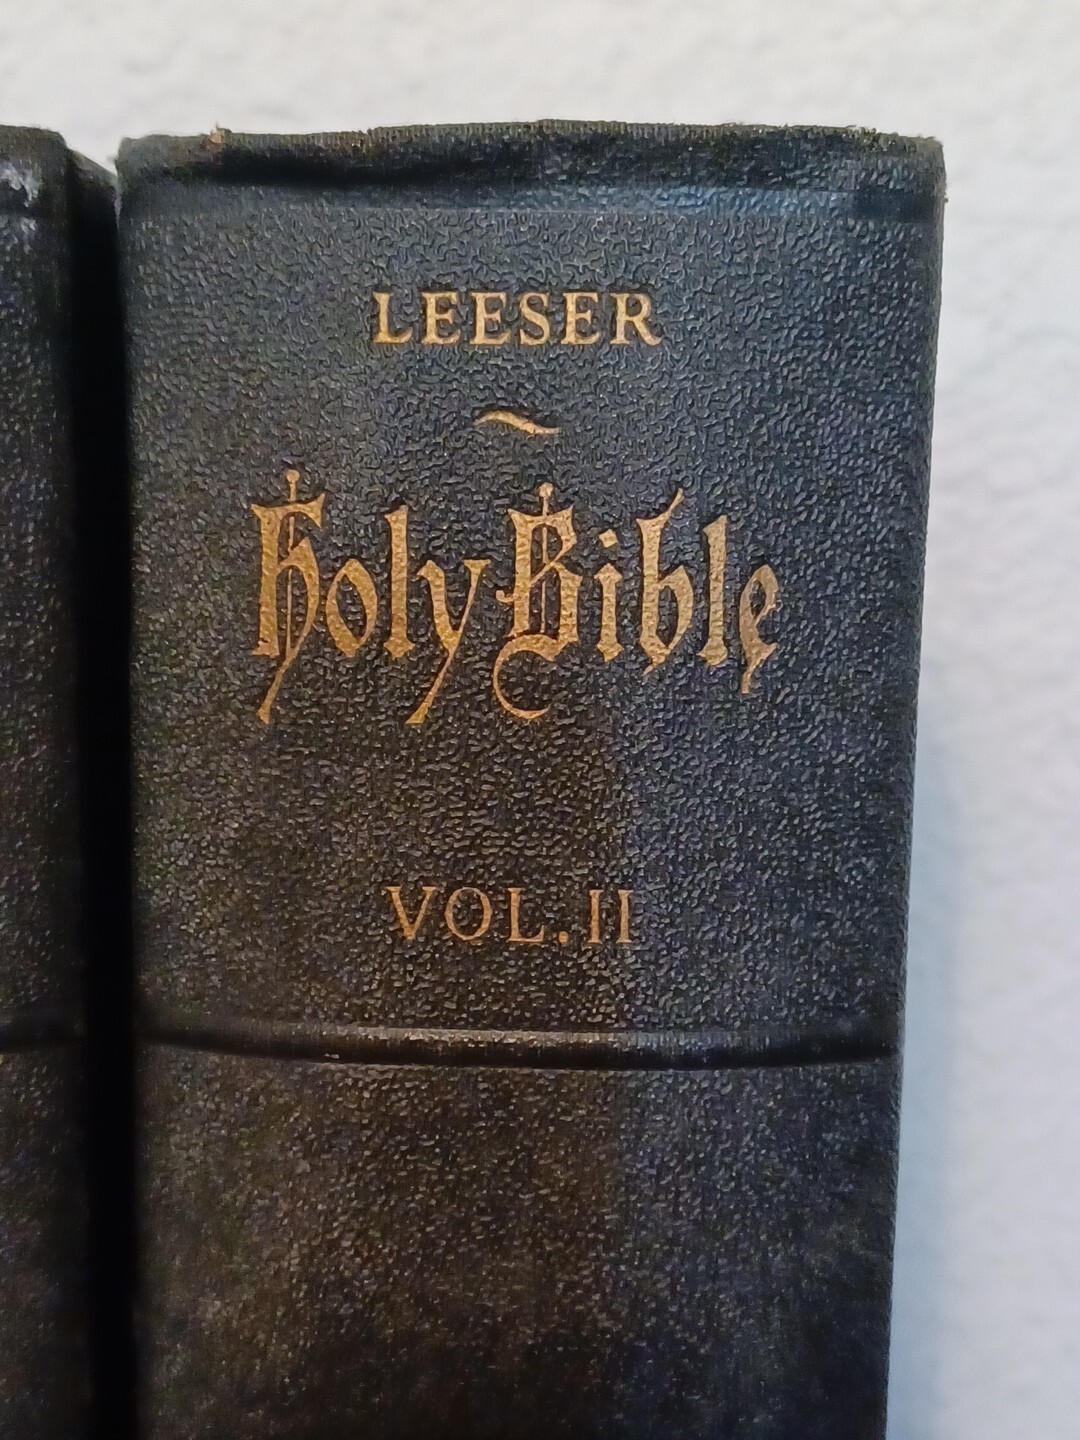 LEESER
Holy Bible
VOL. II